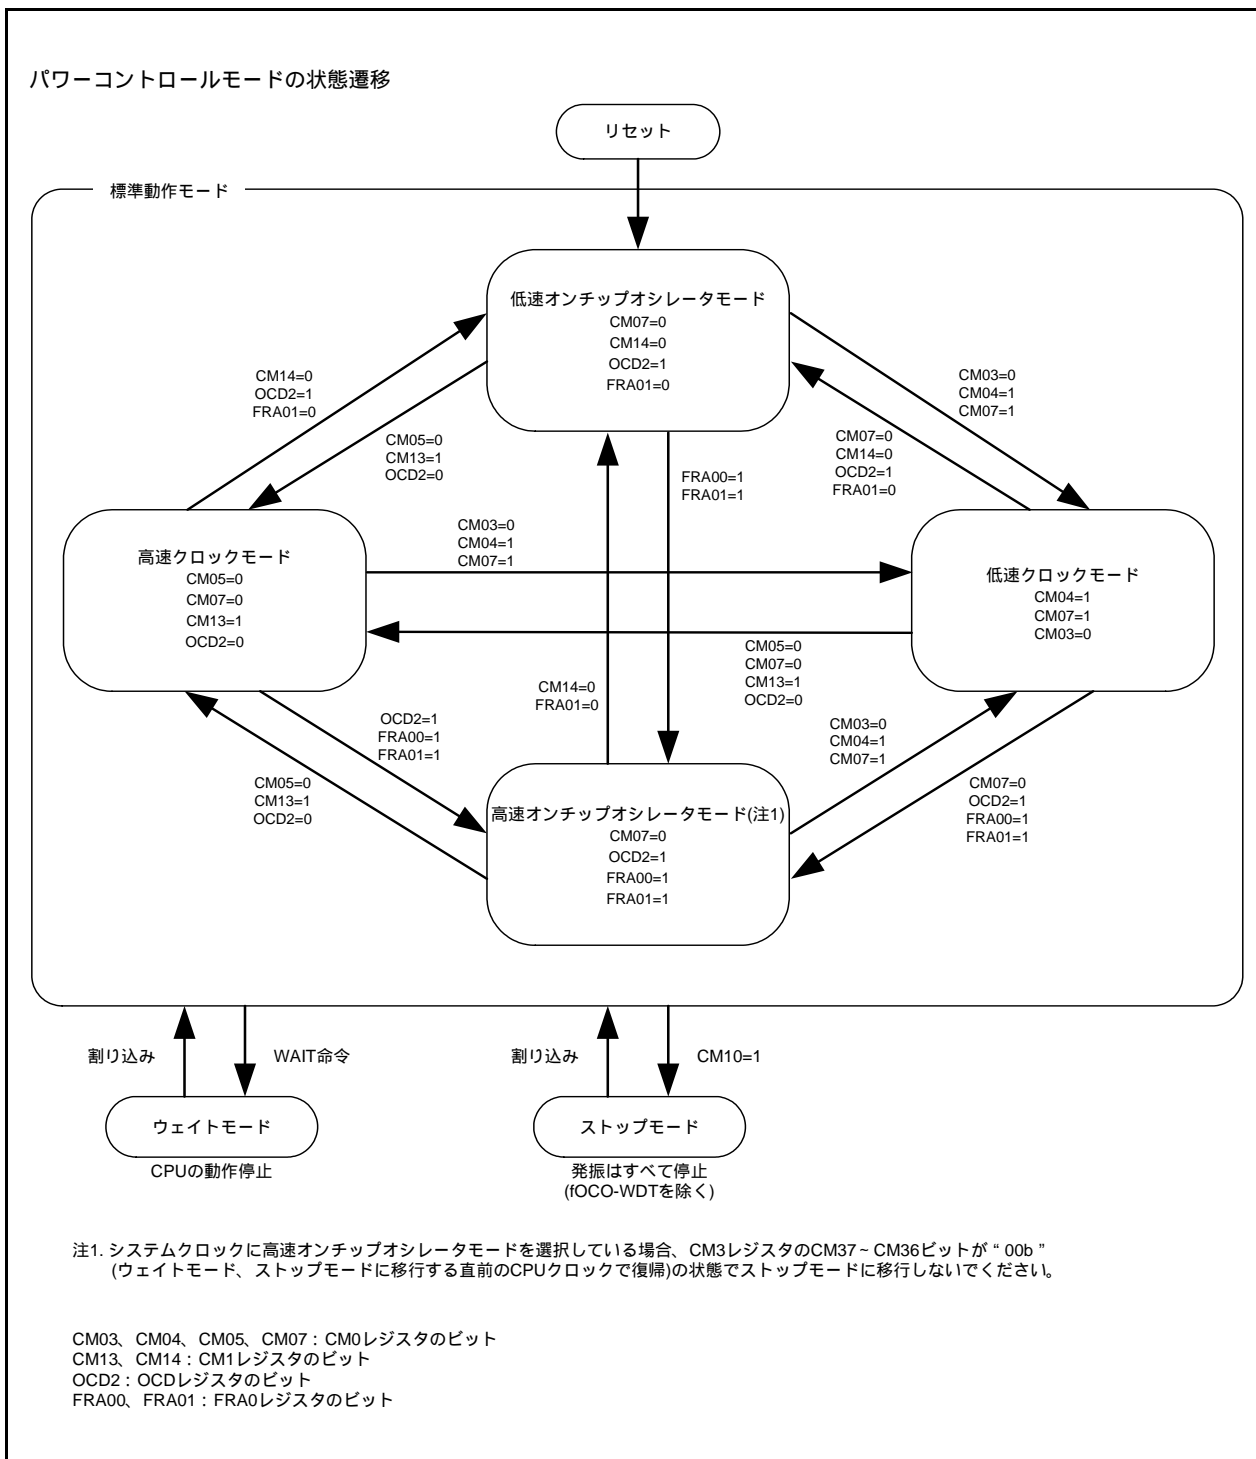 パワーコントロールモードの状態遷移
リセット
標準動作モード
低速オンチップオシレータモード
CM07=0
CM14=0
OCD2=1
FRA01=0
CM14=0
OCD2=1
FRA01=0
CM05=0
CM13=1
OCD2=0
CM03=0
CM04=1
CM07=1
CM07=0
CM14=0
OCD2=1
FRA01=0
FRA00=1
FRA01=1
高速クロックモード
CM05=0
CM07=0
CM13=1
OCD2=0
CM03=0
CM04=1
CM07=1
低速クロックモード
CM04=1
CM07=1
CM03=0
CM05=0
CM07=0
CM13=1
OCD2=0
CM14=0
FRA01=0
OCD2=1
FRA00=1
FRA01=1
CM03=0
CM04=1
CM07=1
CM05=0
CM13=1
OCD2=0
CM07=0
OCD2=1
FRA00=1
FRA01=1
高速オンチップオシレータモード(注1)
CM07=0
OCD2=1
FRA00=1
FRA01=1
割り込み
WAIT命令
割り込み
CM10=1
ウェイトモード
CPUの動作停止
ストップモード
発振はすべて停止
(fOCO-WDTを除く)
注1. システムクロックに高速オンチップオシレータモードを選択している場合、CM3レジスタのCM37~CM36ビットが“00b”
(ウェイトモード、ストップモードに移行する直前のCPUクロックで復帰)の状態でストップモードに移行しないでください。
CM03、CM04、CM05、CM07:CM0レジスタのビット
CM13、CM14:CM1レジスタのビット
OCD2:OCDレジスタのビット
FRA00、FRA01:FRA0レジスタのビット